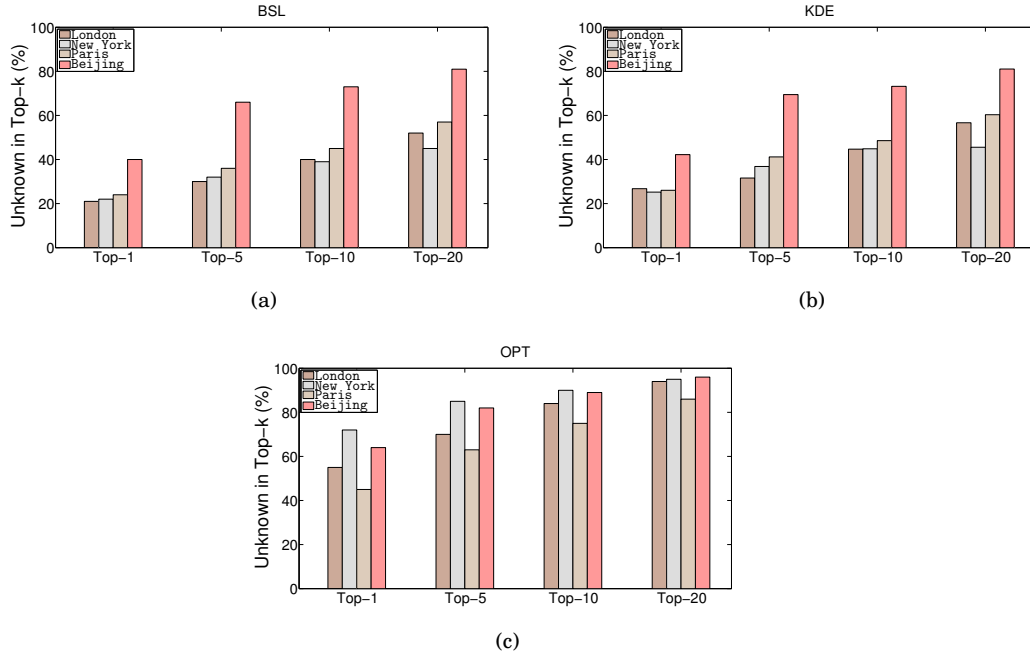 BSL
Unknown in Top-k (%)
100
80
60
40
20
0
London
New York
Paris
Beijing
Top-1 Top-5 Top-10 Top-20
(a)
KDE
Unknown in Top-k (%)
100
80
60
40
20
0
London
New York
Paris
Beijing
Top-1 Top-5 Top-10 Top-20
(b)
OPT
Unknown in Top-k (%)
100
80
60
40
20
0
London
New York
Paris
Beijing
Top-1 Top-5 Top-10 Top-20
(c)